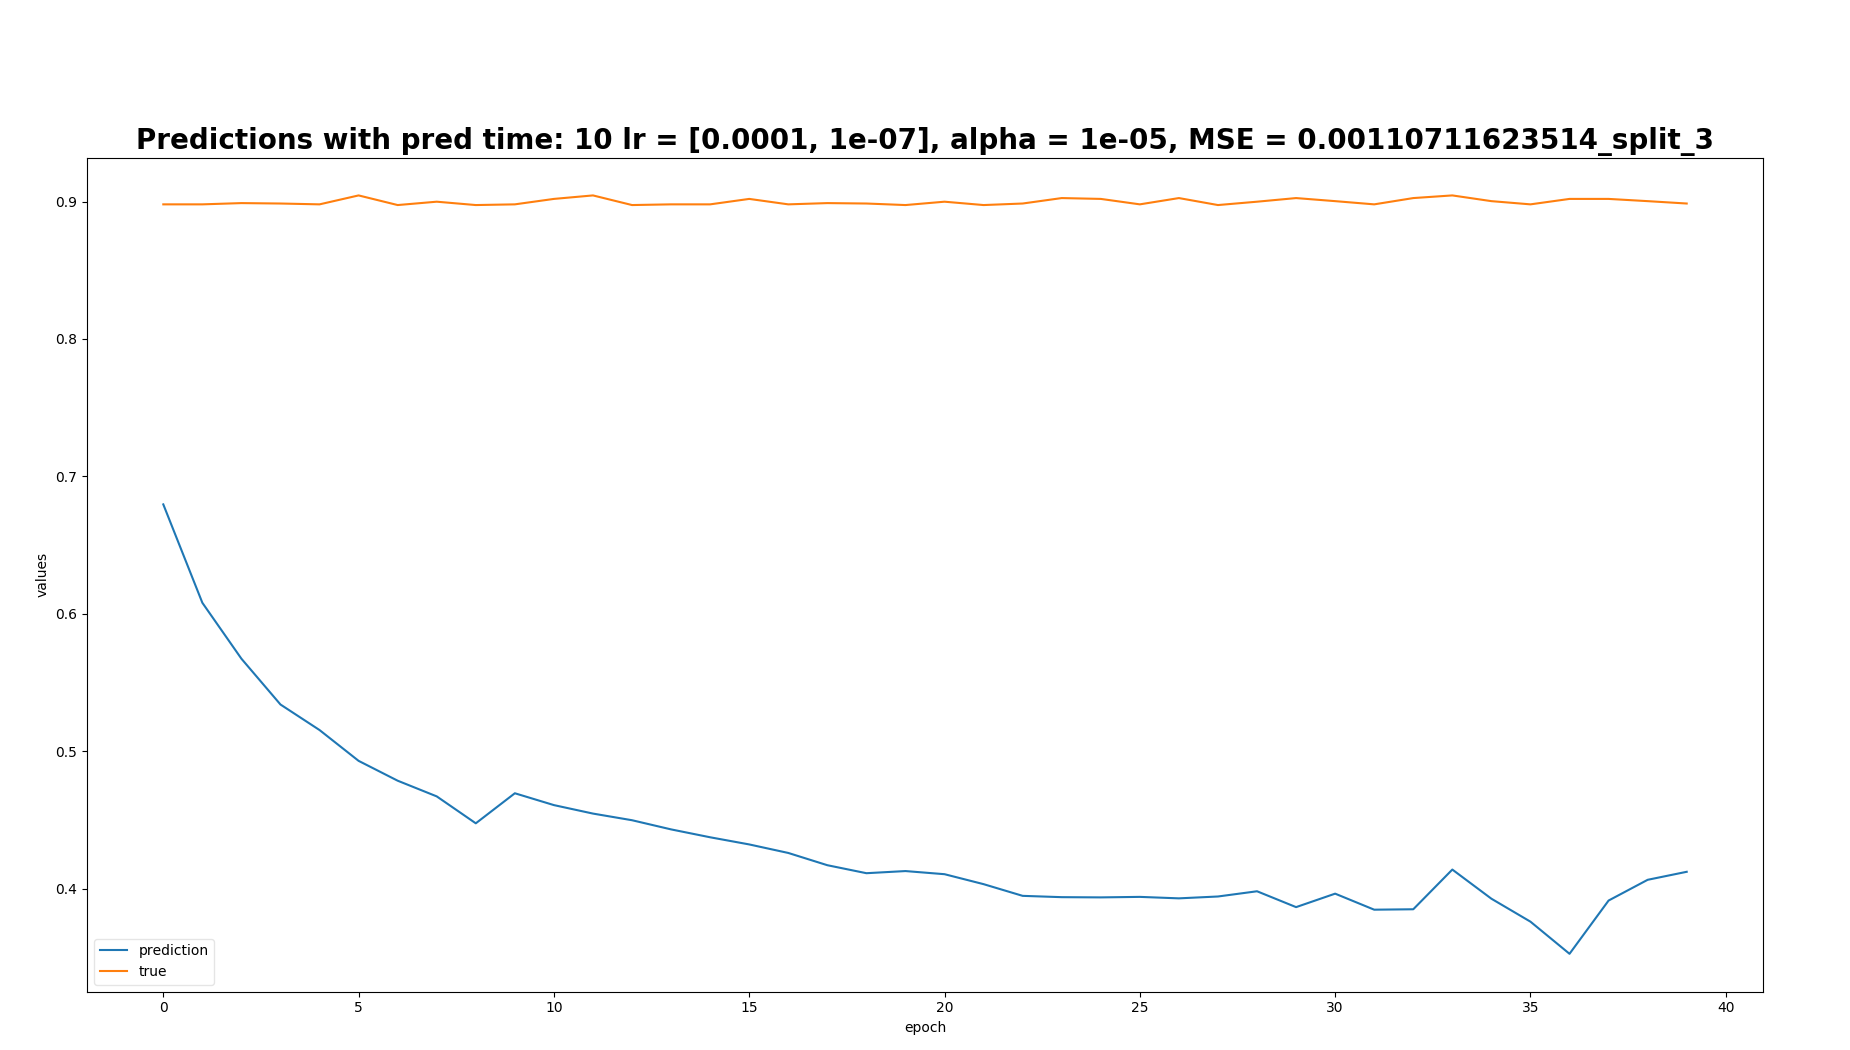 Predictions with pred time: 10 lr = [0.0001, 1e-07], alpha = 1e-05, MSE = 0.00110711623514_split_3
values
0.9
0.8
0.7
0.6
0.5
0.4
prediction
true
0 5 10 15 20 25 30 35 40
epoch